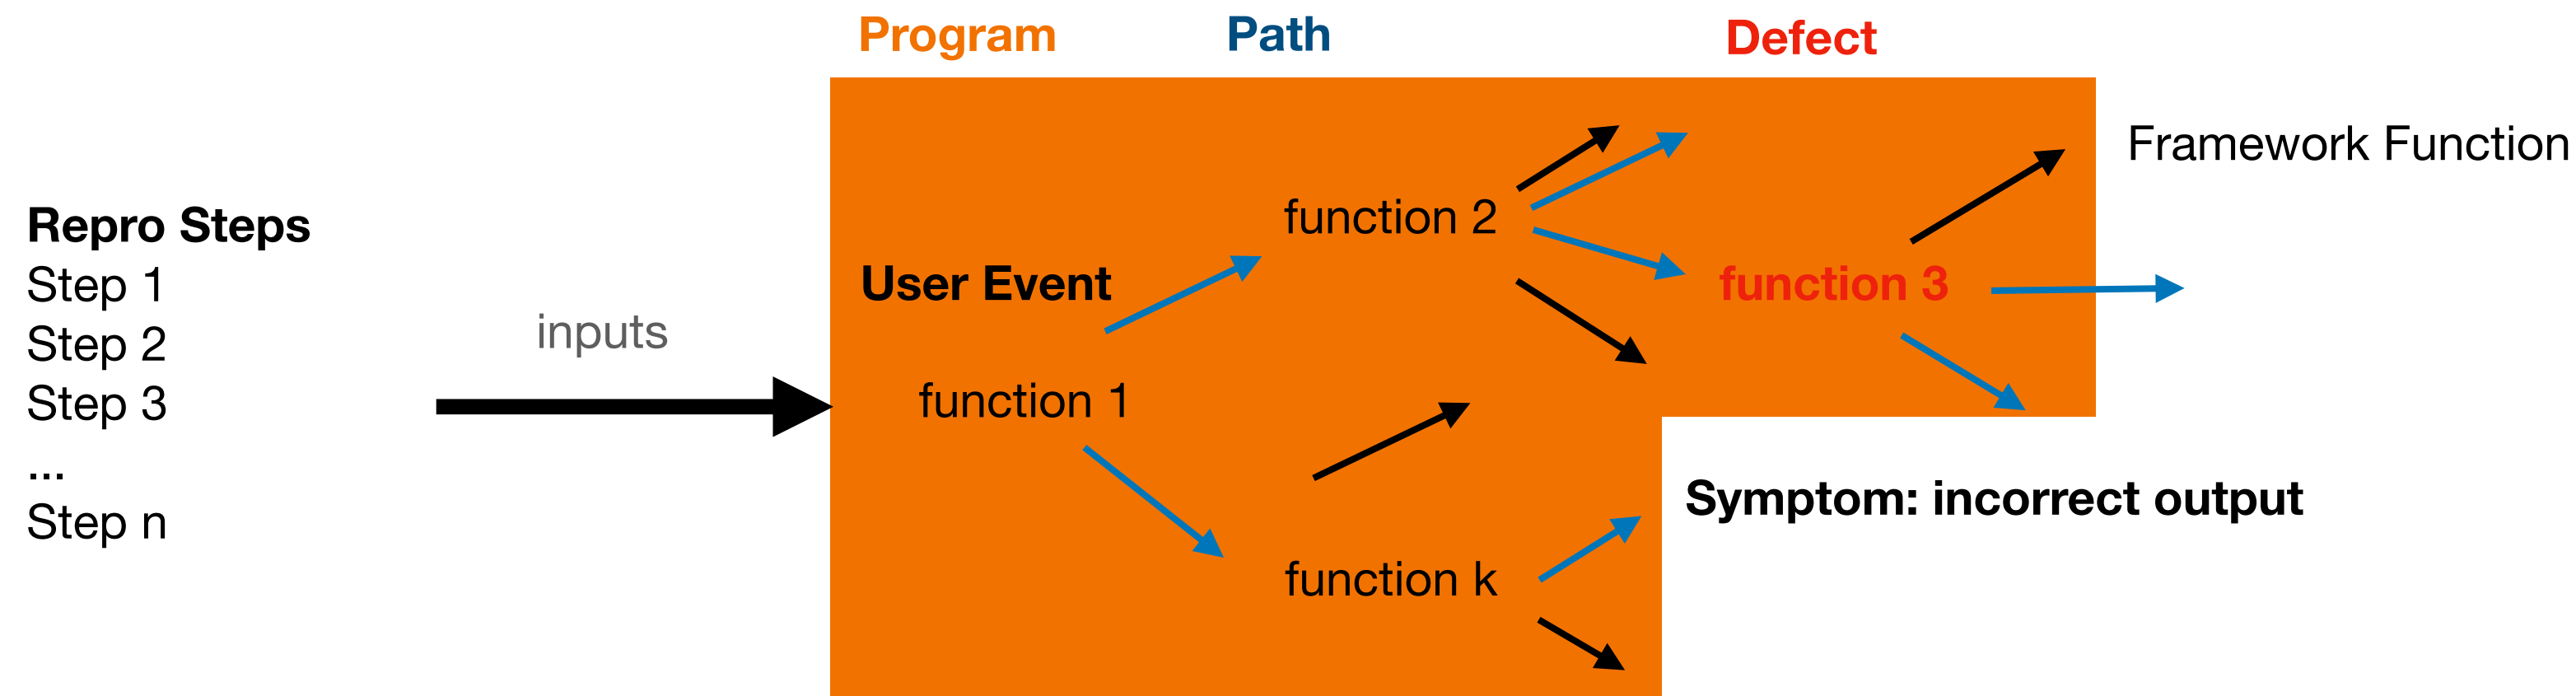 Program
Path
Defect
Framework Function
Repro Steps
Step 1
Step 2
Step 3
...
Step n
inputs
User Event
function 1
function 2
function 3
function k
Symptom: incorrect output